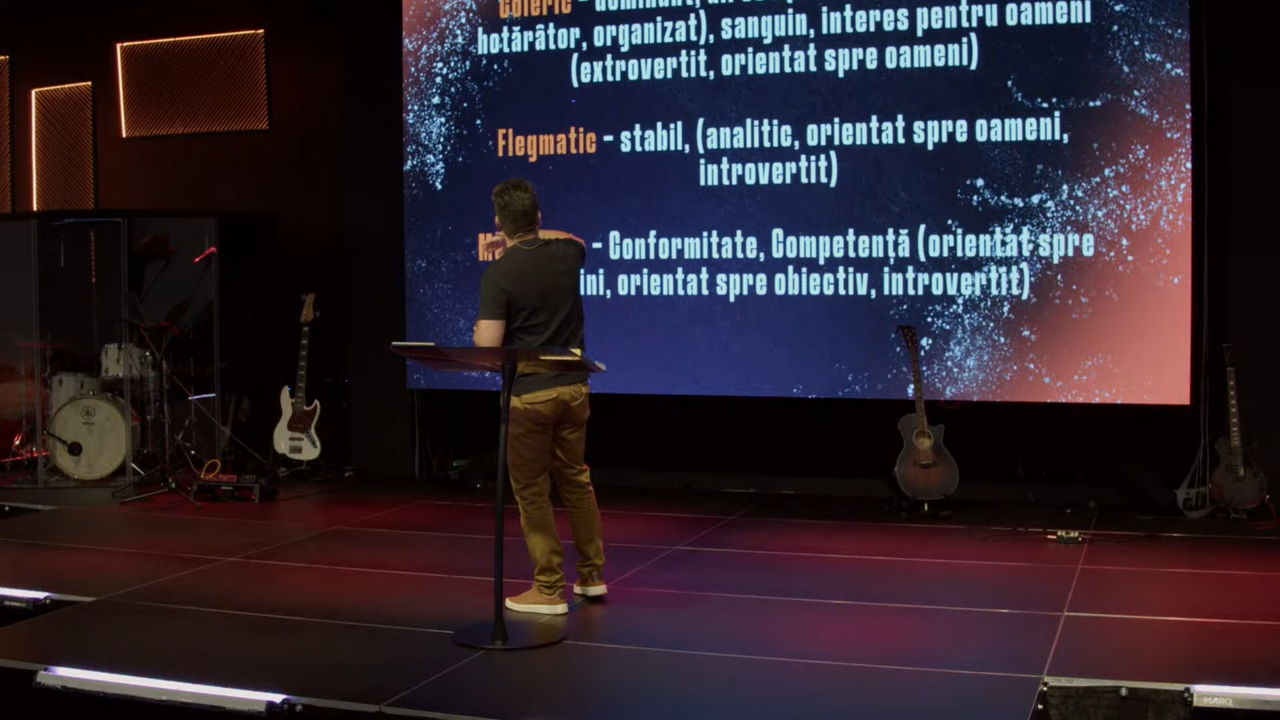 Coleric -
hotărâtor, organizat), sanguin, interes pentru oameni
(extrovertit, orientat spre oameni)
Flegmatic - stabil, (analitic, orientat spre oameni,
introvertit)
- Conformitate, Competență (orientat spre
ini, orientat spre obiectiv, introvertit)